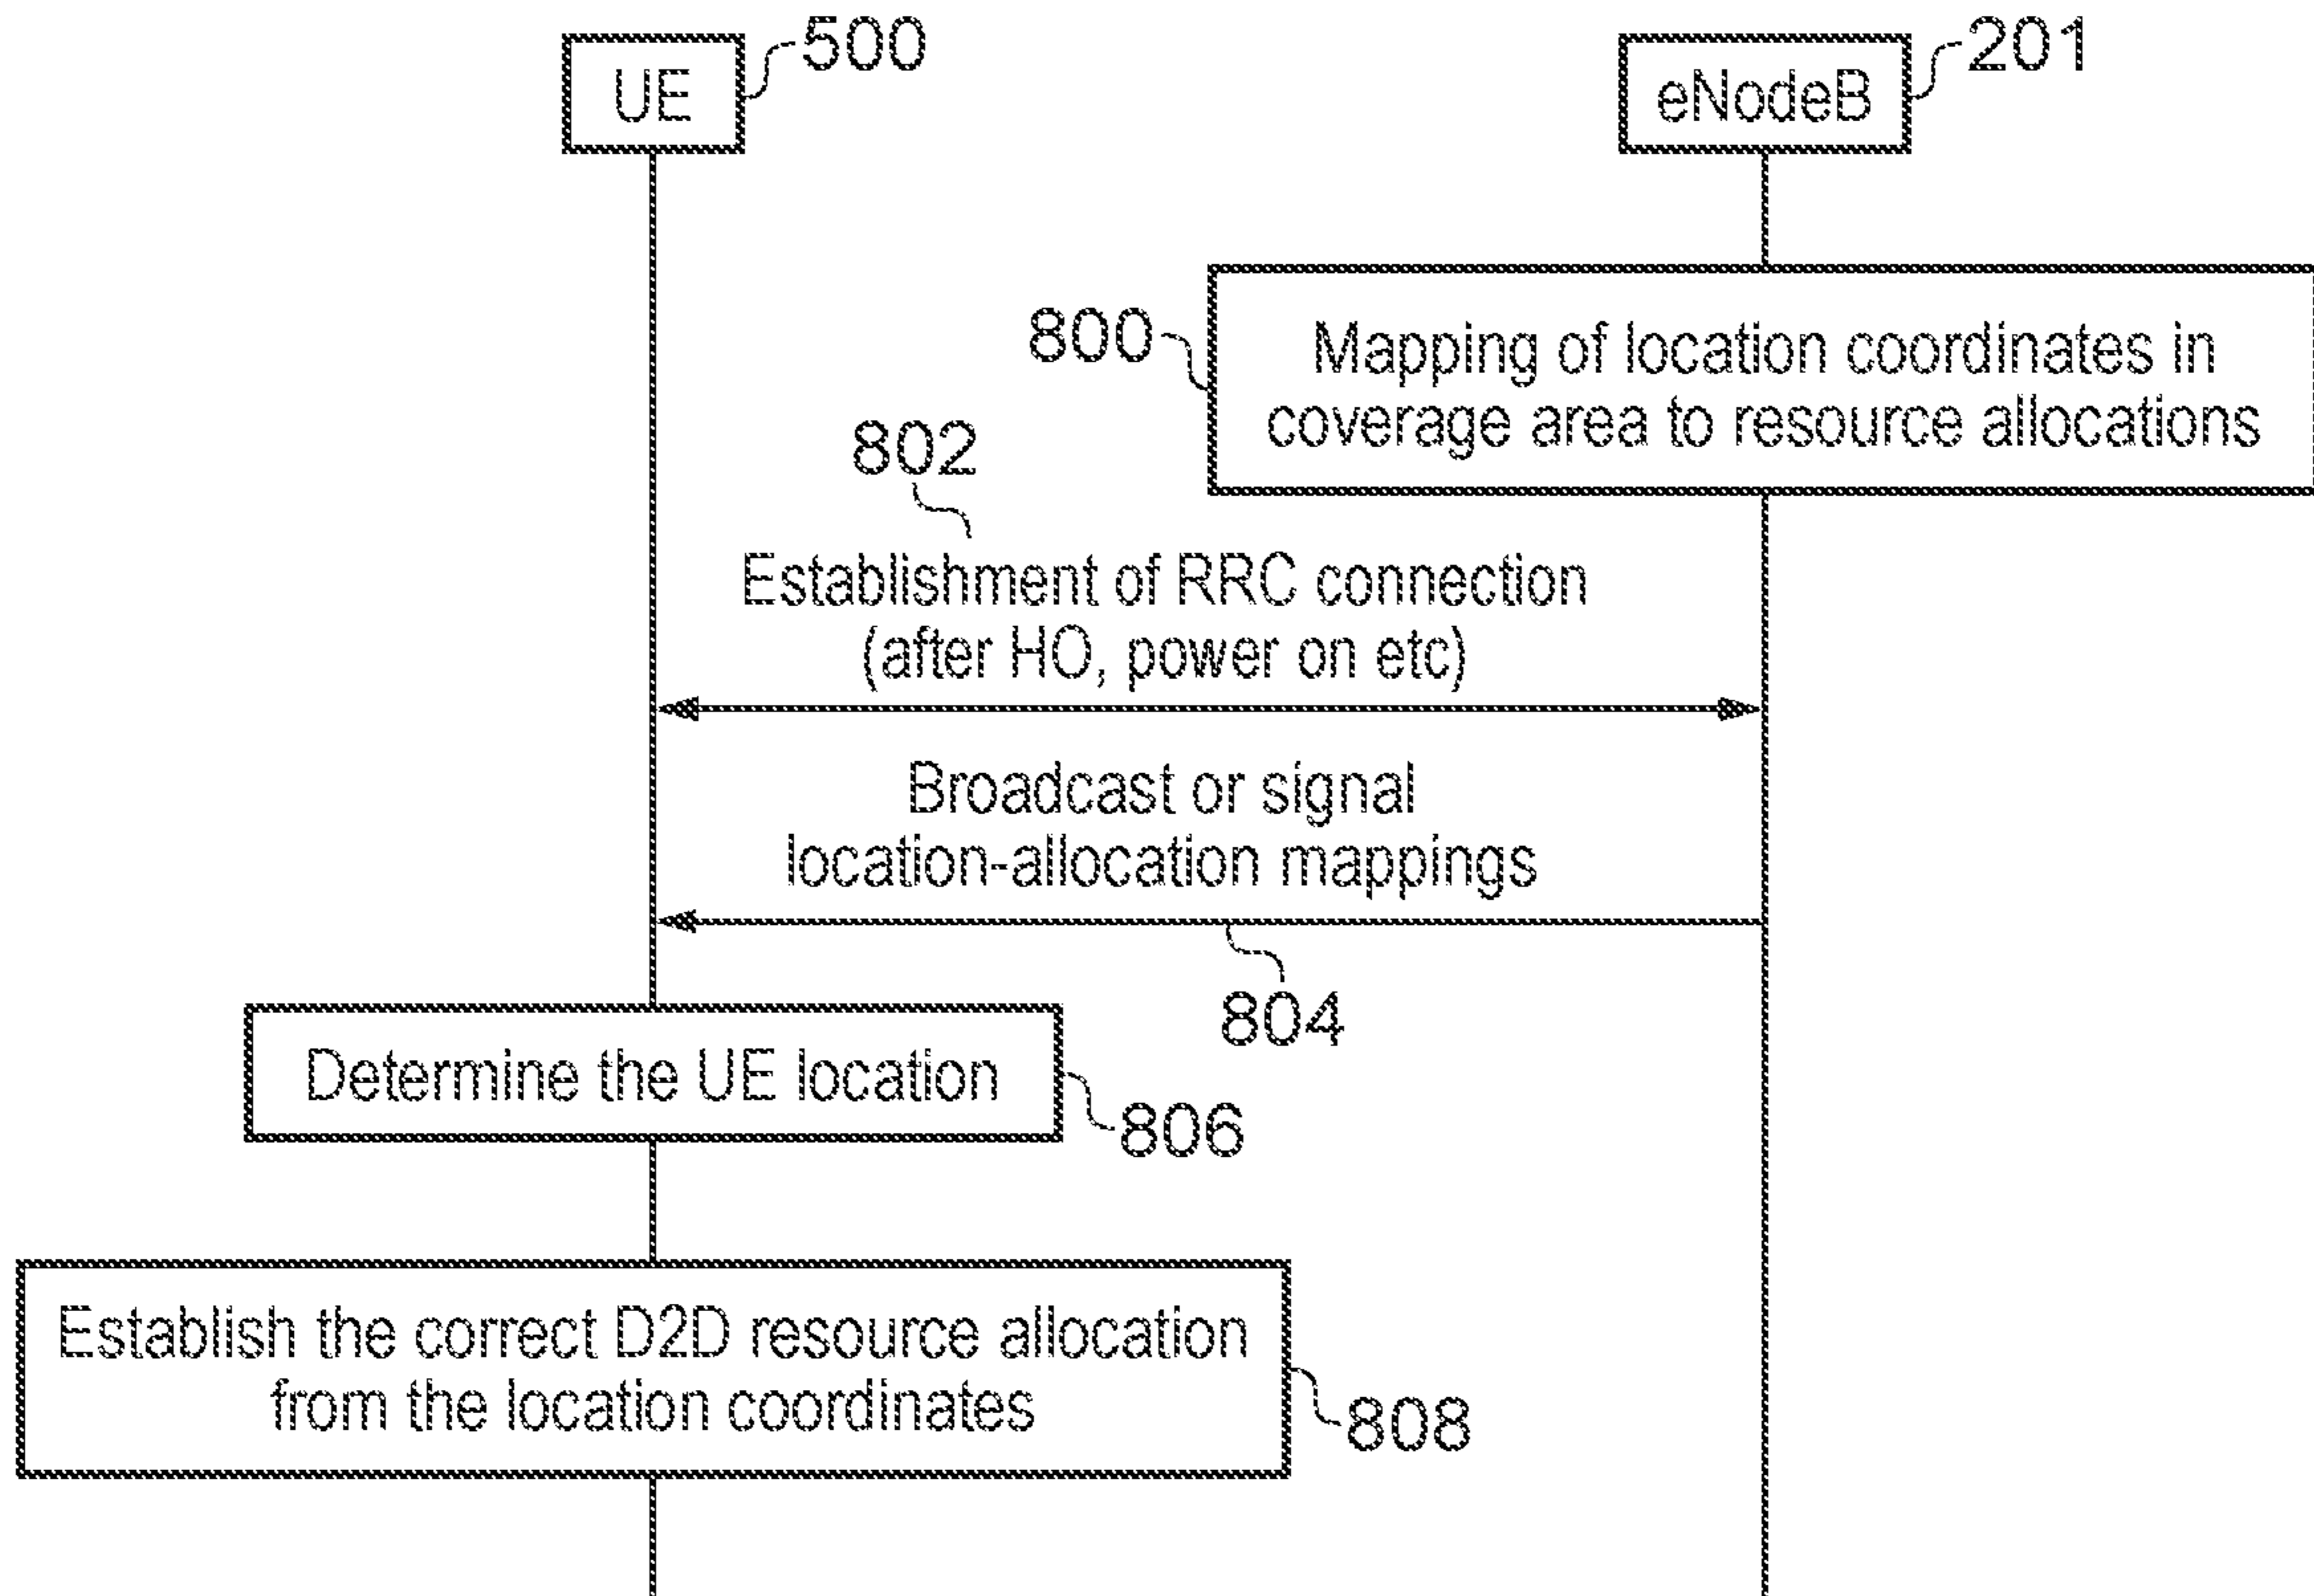 UE
500
eNodeB
201
800
Mapping of location coordinates in
coverage area to resource allocations
802
Establishment of RRC connection
(after HO, power on etc)
Broadcast or signal
location-allocation mappings
804
Determine the UE location
806
Establish the correct D2D resource allocation
from the location coordinates
808